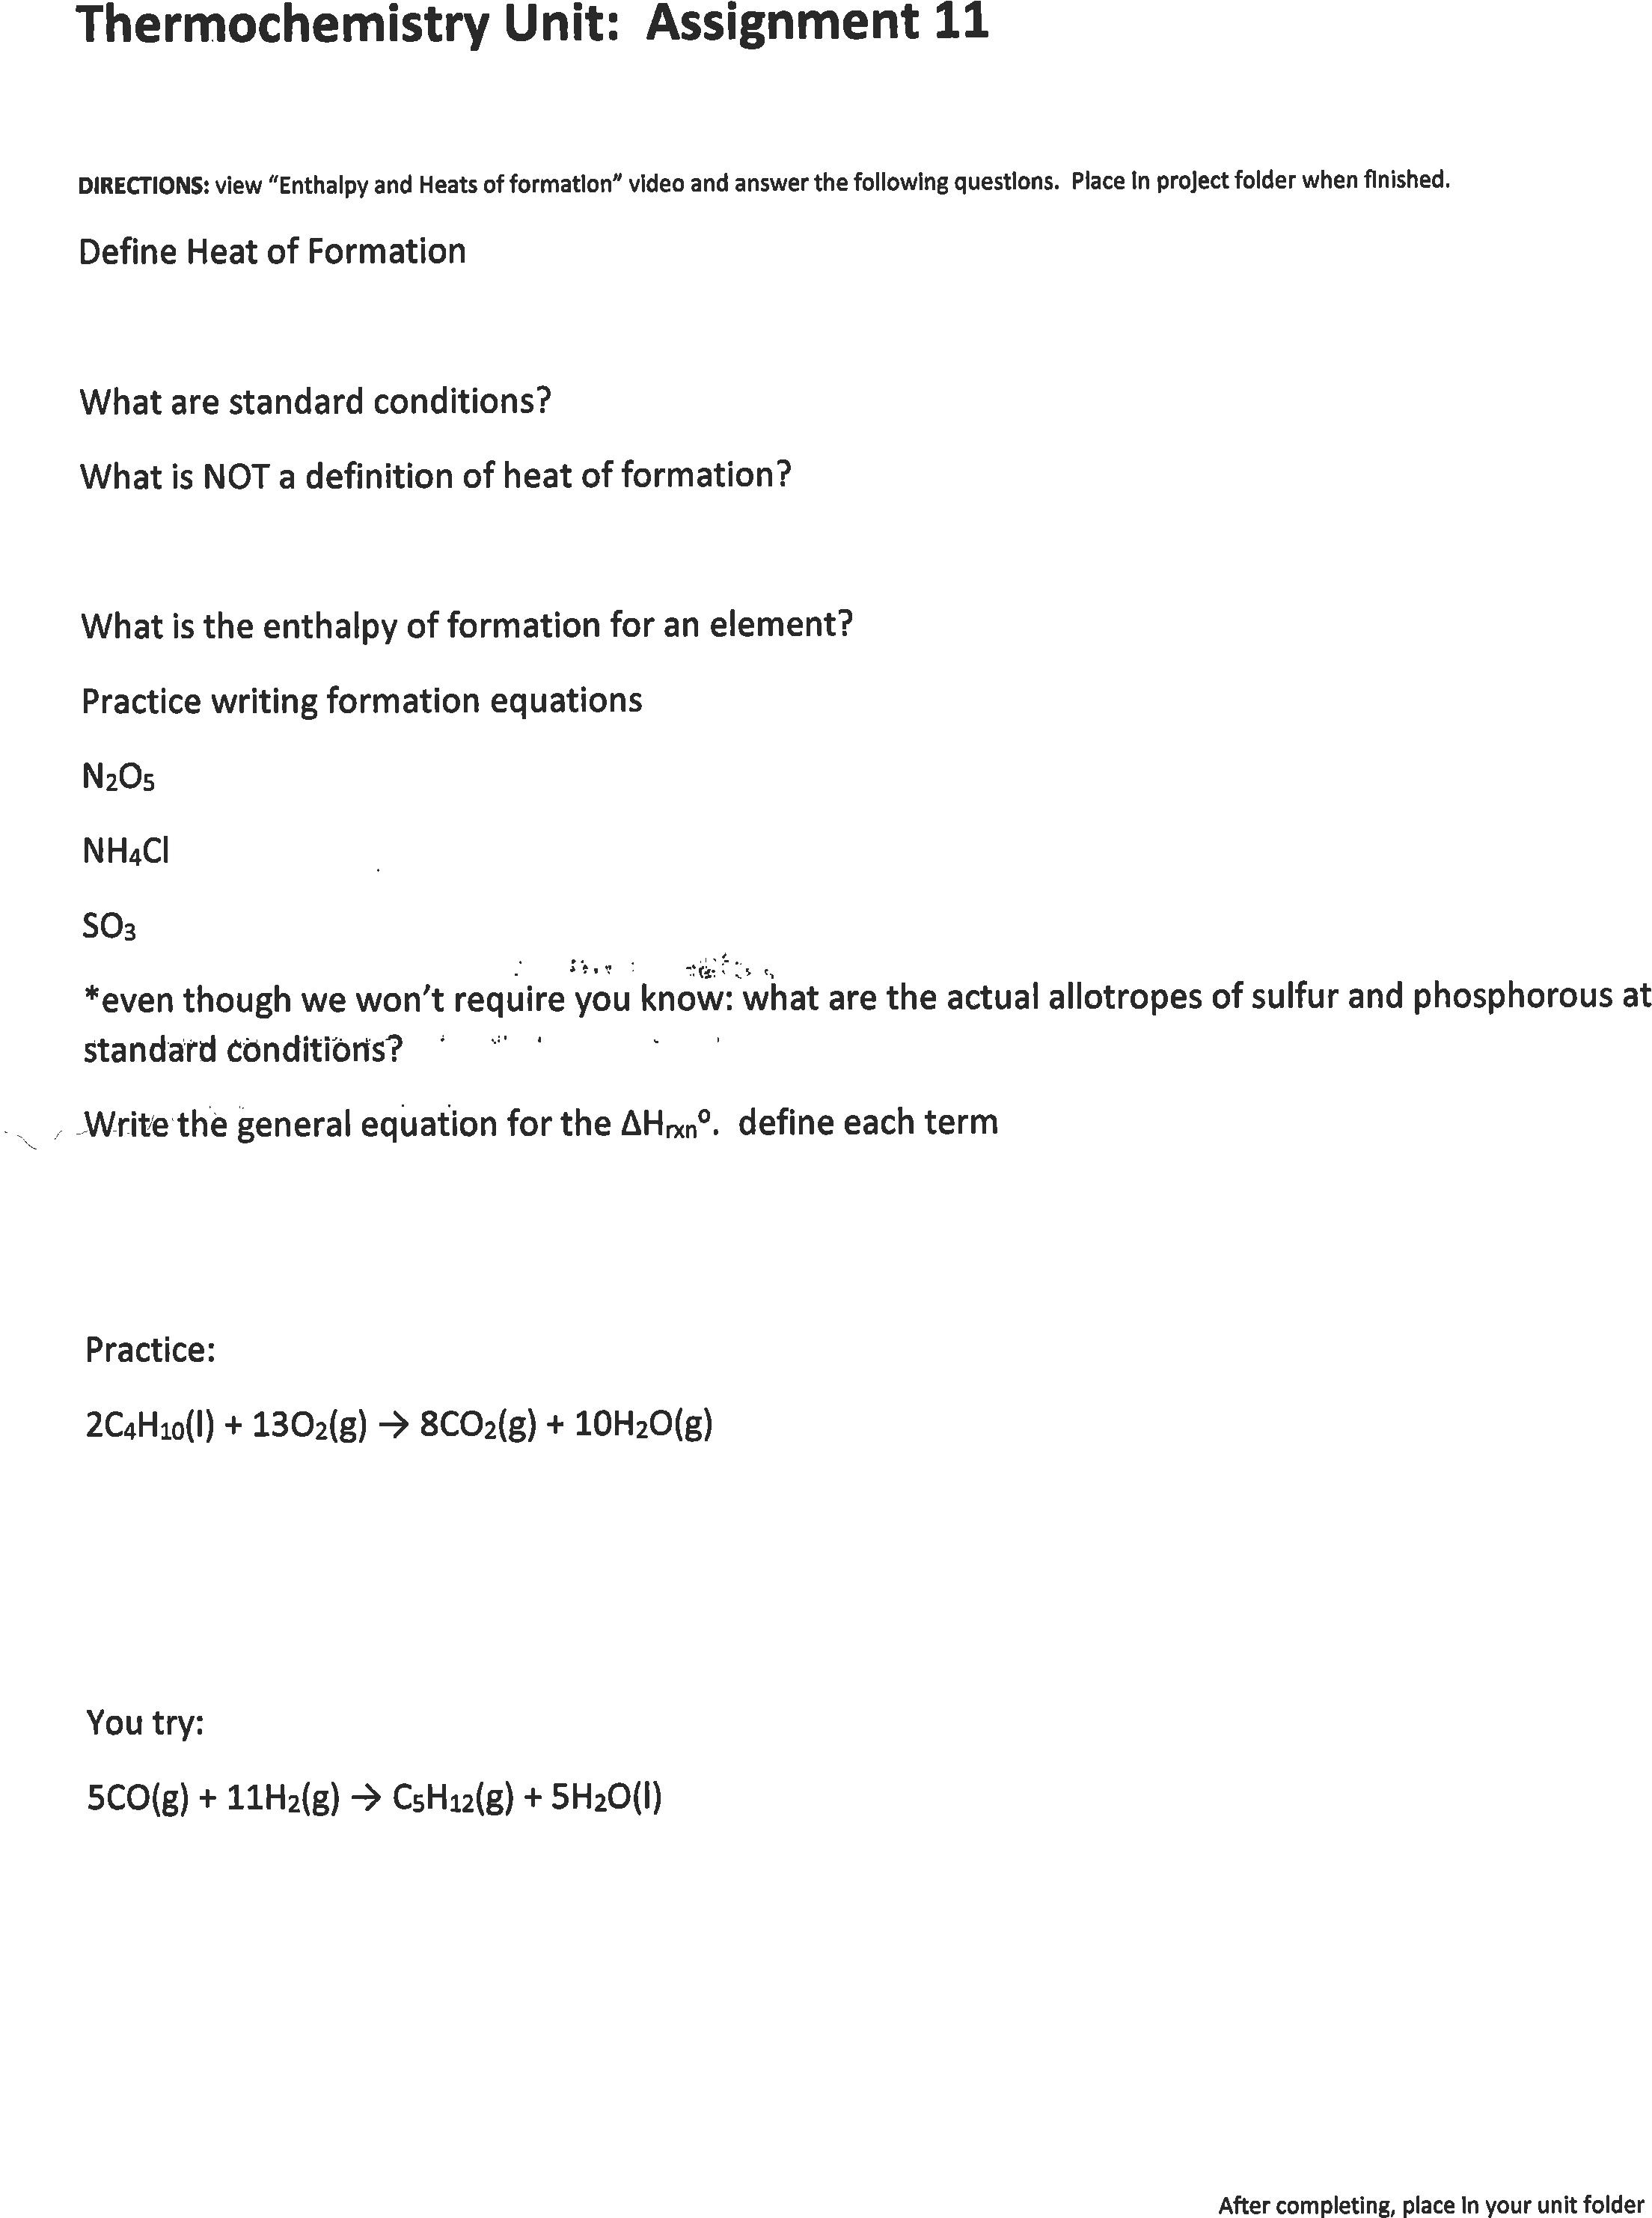 Thermochemistry Unit: Assignment 11
DIRECTIONS: view “Enthalpy and Heats of formation” video and answer the following questions. Place in project folder when finished.
Define Heat of Formation
What are standard conditions?
What is NOT a definition of heat of formation?
What is the enthalpy of formation for an element?
Practice writing formation equations
N₂O₅
NH₄Cl
SO₃
*even though we won’t require you know: what are the actual allotropes of sulfur and phosphorous at
standard conditions?
Write the general equation for the ΔHᵣₓₙ⁰. define each term
Practice:
2C₄H₁₀(l) + 13O₂(g) → 8CO₂(g) + 10H₂O(g)
You try:
5CO(g) + 11H₂(g) → C₅H₁₂(g) + 5H₂O(l)
After completing, place in your unit folder